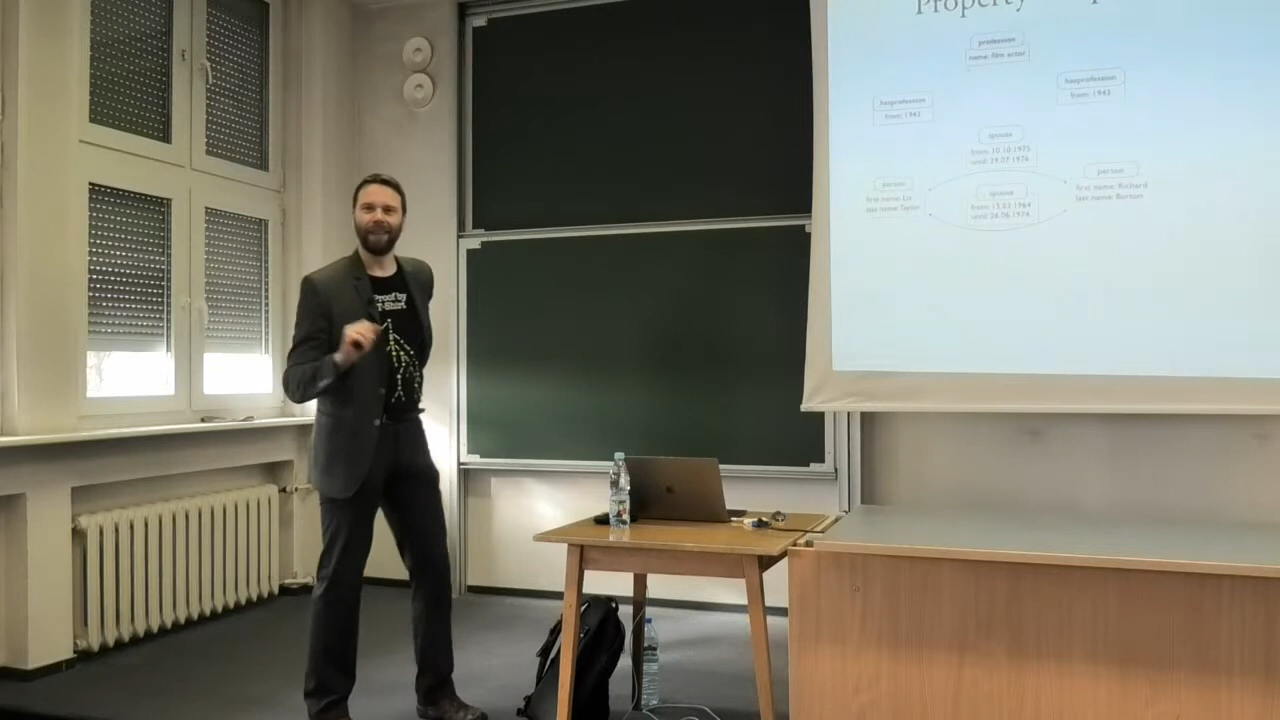 Property
profession
name: film actor
hasprofession
from: 1943
hasprofession
from: 1942
spouse
from: 10.10.1975
until: 29.07.1976
person
first name: Liz
last name: Taylor
spouse
from: 15.03.1964
until: 26.06.1974
person
first name: Richard
last name: Burton
Proof by
T-Shirt